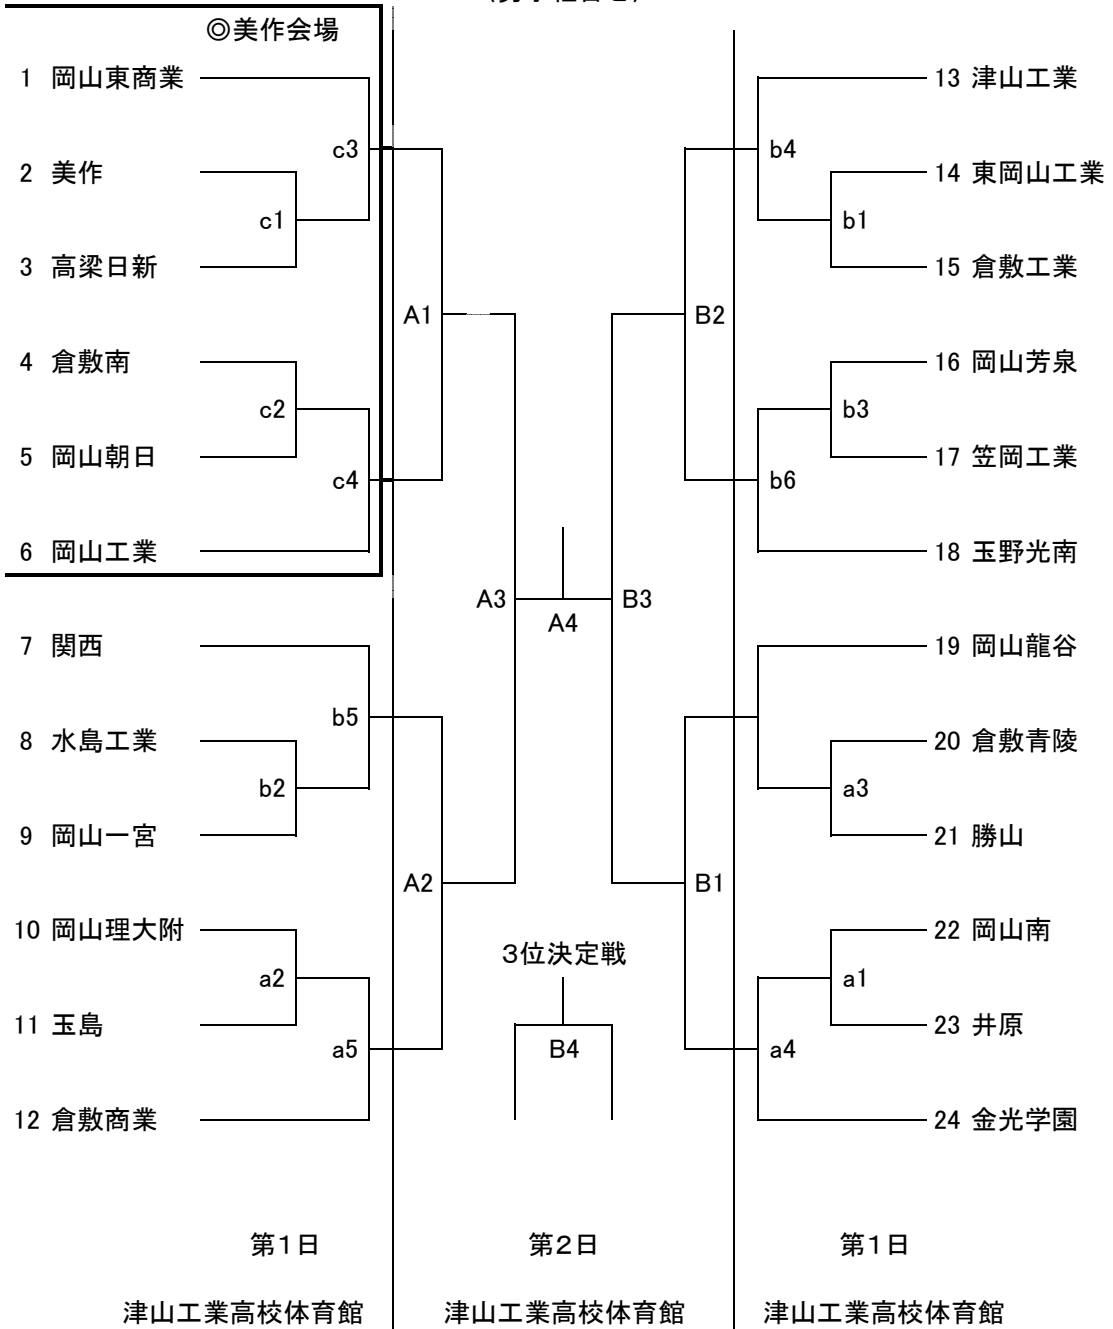 ◎美作会場
1 岡山東商業
2 美作
3 高梁日新
4 倉敷南
5 岡山朝日
6 岡山工業
7 関西
8 水島工業
9 岡山一宮
10 岡山理大附
11 玉島
12 倉敷商業
c3
c1
c2
c4
b5
b2
a2
a5
A1
A2
A3
A4
B3
B2
B1
3位決定戦
B4
b4
b1
b3
b6
a3
a1
a4
13 津山工業
14 東岡山工業
15 倉敷工業
16 岡山芳泉
17 笠岡工業
18 玉野光南
19 岡山龍谷
20 倉敷青陵
21 勝山
22 岡山南
23 井原
24 金光学園
第1日 第2日 第1日
津山工業高校体育館 津山工業高校体育館 津山工業高校体育館